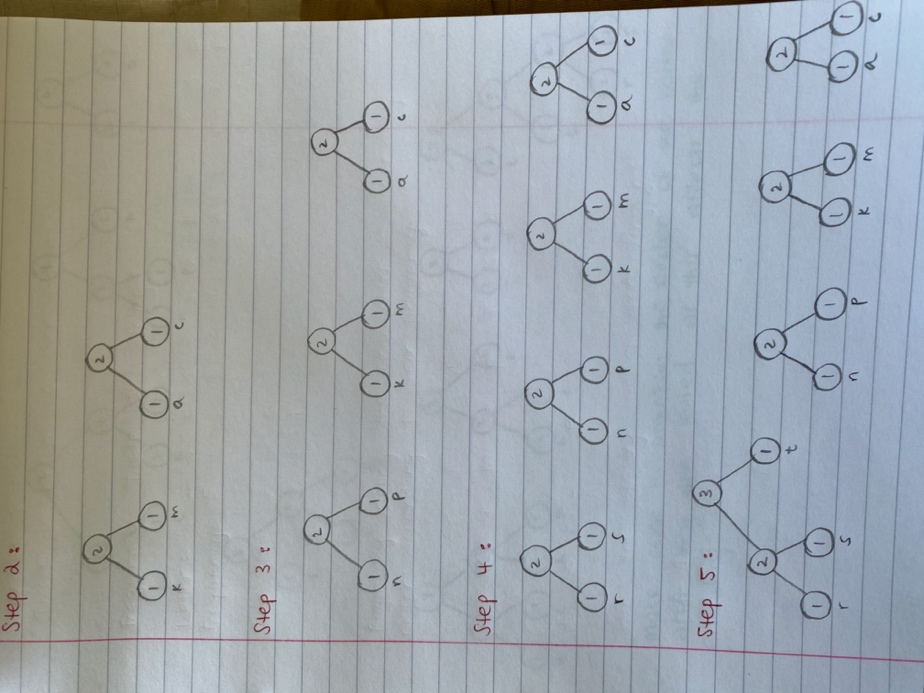 Step 2:
2 2
1 1 1 1
k m a c
Step 3:
2 2 2
1 1 1 1 1 1
n p k m a c
Step 4:
2 2 2 2
1 1 1 1 1 1 1 1
r s n p k m a c
Step 5:
3
2 1 2 2 2
t
1 1 1 1 1 1 1 1
r s n p k m a c